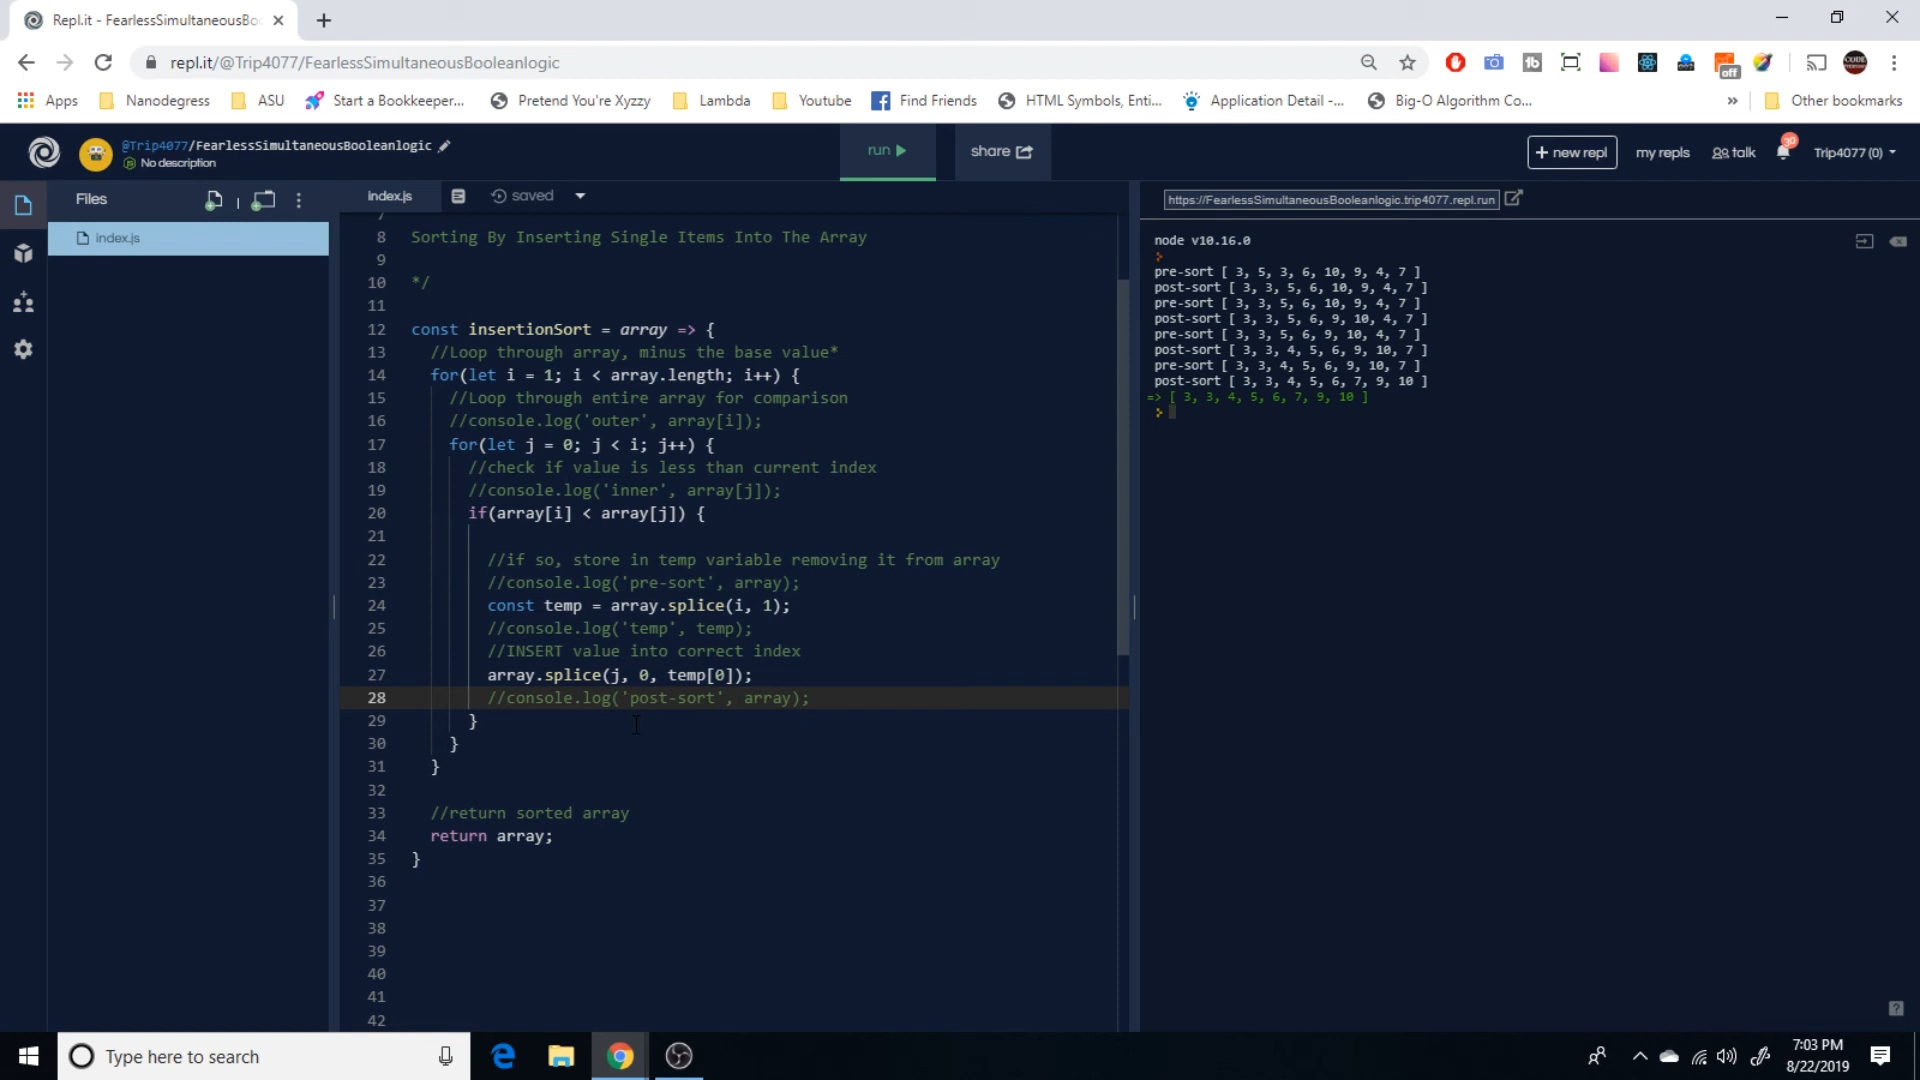 Repl.it - FearlessSimultaneousBo
repl.it/@Trip4077/FearlessSimultaneousBooleanlogic
off
Apps Nanodegress ASU Start a Bookkeeper... Pretend You're Xyzzy Lambda Youtube Find Friends HTML Symbols, Enti... Application Detail -... Big-O Algorithm Co... » Other bookmarks
@Trip4077/FearlessSimultaneousBooleanlogic
No description
run
share
+ new repl
my repls
talk
30
Trip4077 (0)
Files
index.js
index.js
saved
7
8 Sorting By Inserting Single Items Into The Array
9
10 */
11
12 const insertionSort = array => {
13 //Loop through array, minus the base value*
14 for(let i = 1; i < array.length; i++) {
15 //Loop through entire array for comparison
16 //console.log('outer', array[i]);
17 for(let j = 0; j < i; j++) {
18 //check if value is less than current index
19 //console.log('inner', array[j]);
20 if(array[i] < array[j]) {
21
22 //if so, store in temp variable removing it from array
23 //console.log('pre-sort', array);
24 const temp = array.splice(i, 1);
25 //console.log('temp', temp);
26 //INSERT value into correct index
27 array.splice(j, 0, temp[0]);
28 //console.log('post-sort', array);
29 }
30 }
31 }
32
33 //return sorted array
34 return array;
35 }
36
37
38
39
40
41
42
https://FearlessSimultaneousBooleanlogic.trip4077.repl.run
node v10.16.0
pre-sort [ 3, 5, 3, 6, 10, 9, 4, 7 ]
post-sort [ 3, 3, 5, 6, 10, 9, 4, 7 ]
pre-sort [ 3, 3, 5, 6, 10, 9, 4, 7 ]
post-sort [ 3, 3, 5, 6, 9, 10, 4, 7 ]
pre-sort [ 3, 3, 5, 6, 9, 10, 4, 7 ]
post-sort [ 3, 3, 4, 5, 6, 9, 10, 7 ]
pre-sort [ 3, 3, 4, 5, 6, 9, 10, 7 ]
post-sort [ 3, 3, 4, 5, 6, 7, 9, 10 ]
=> [ 3, 3, 4, 5, 6, 7, 9, 10 ]
?
Type here to search
7:03 PM
8/22/2019